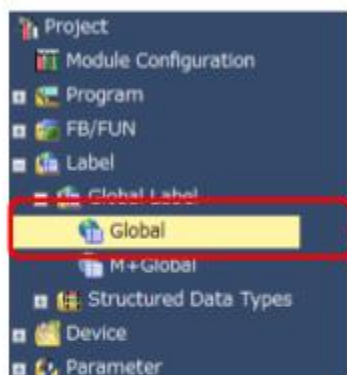 Project
Module Configuration
Program
FB/FUN
Label
Global Label
Global
M+Global
Structured Data Types
Device
Parameter